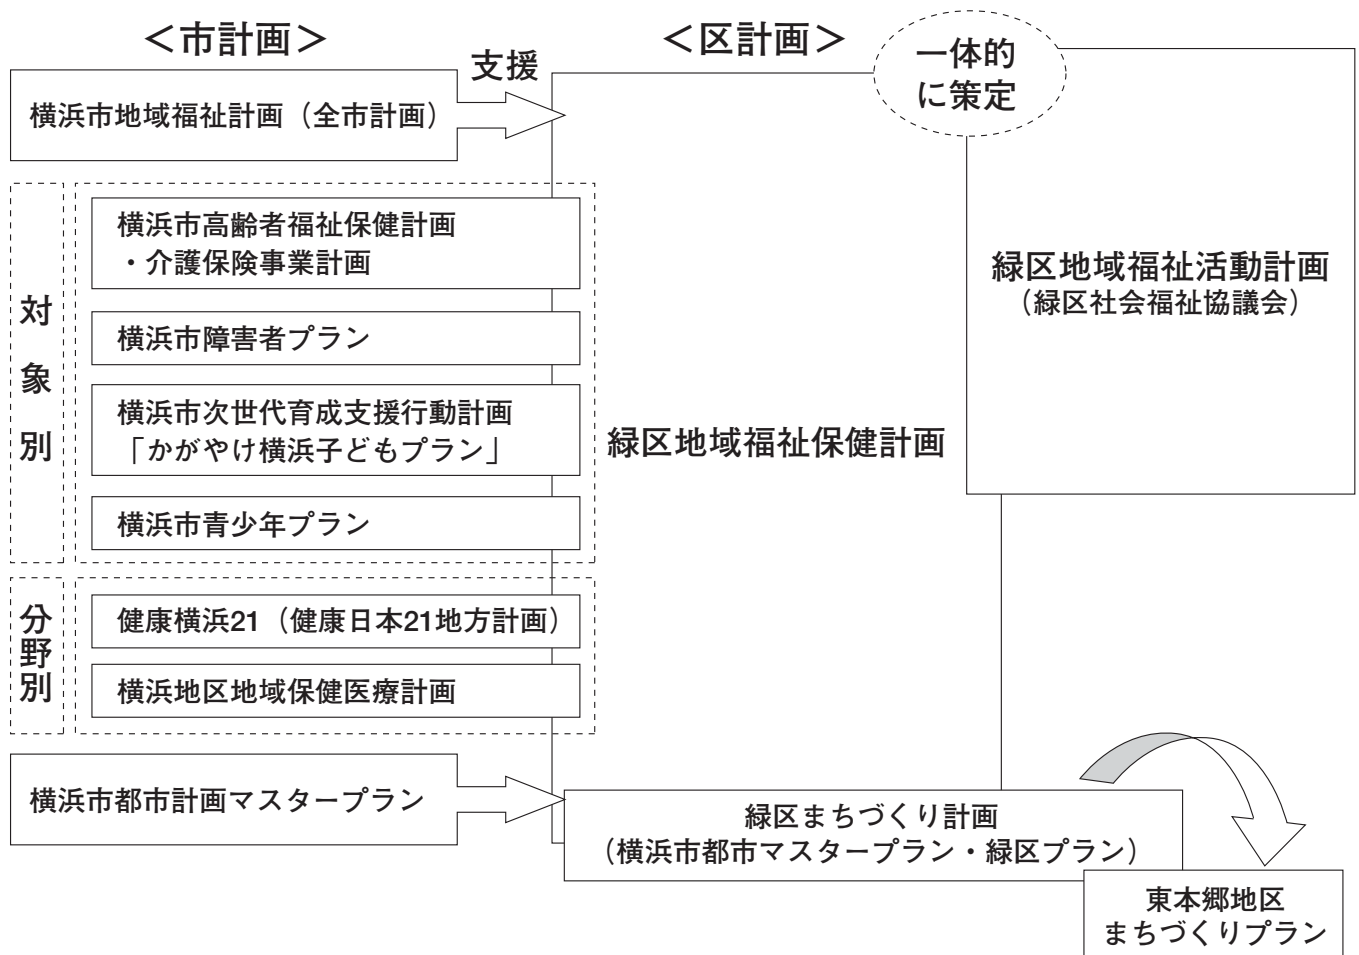 ＜市計画＞
支援
＜区計画＞
一体的
に策定
横浜市地域福祉計画（全市計画）
対象別
横浜市高齢者福祉保健計画
・介護保険事業計画
横浜市障害者プラン
横浜市次世代育成支援行動計画
「かがやけ横浜子どもプラン」
横浜市青少年プラン
分野別
健康横浜21（健康日本21地方計画）
横浜地区地域保健医療計画
横浜市都市計画マスタープラン
緑区地域福祉保健計画
緑区地域福祉活動計画
（緑区社会福祉協議会）
緑区まちづくり計画
（横浜市都市マスタープラン・緑区プラン）
東本郷地区
まちづくりプラン